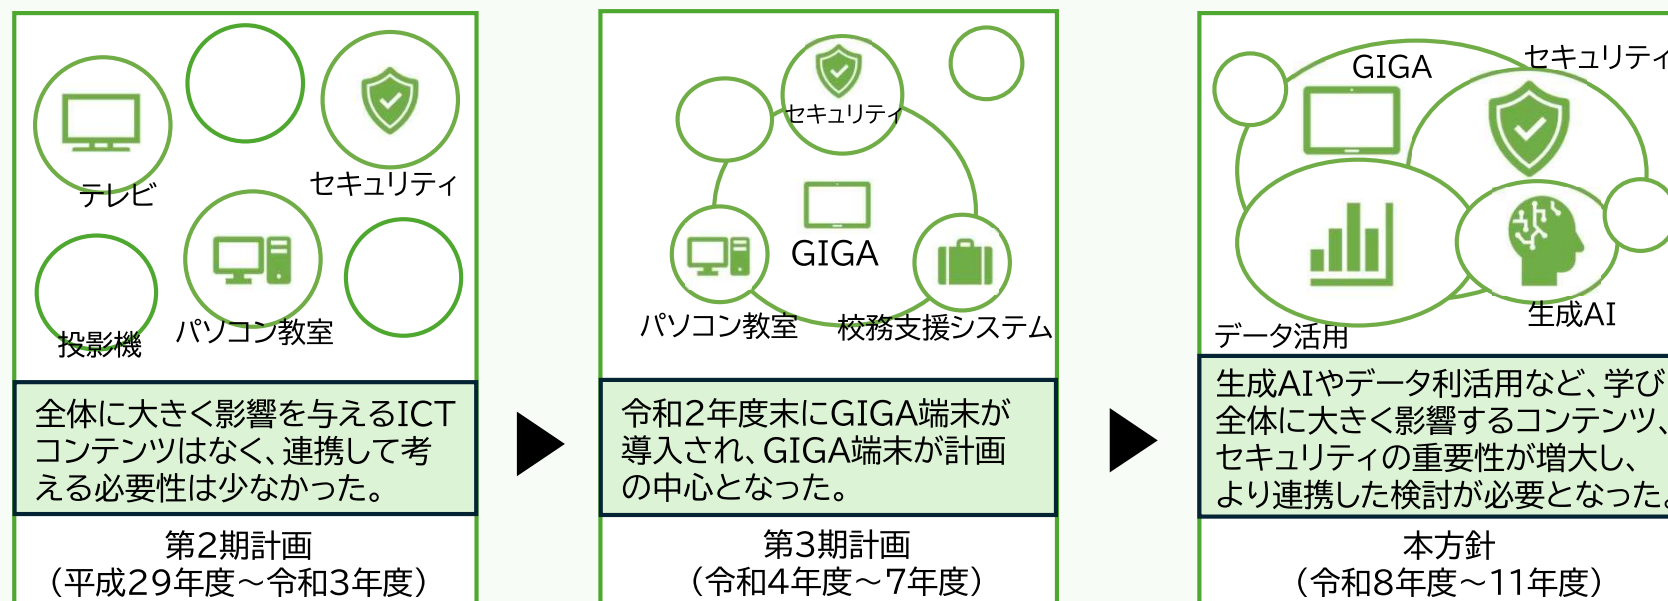 テレビ
セキュリティ
投影機
パソコン教室
全体に大きく影響を与えるICT
コンテンツはなく、連携して考
える必要性は少なかった。
第2期計画
（平成29年度～令和3年度）
セキュリティ
GIGA
パソコン教室
校務支援システム
令和2年度末にGIGA端末が
導入され、GIGA端末が計画
の中心となった。
第3期計画
（令和4年度～7年度）
GIGA
セキュリティ
データ活用
生成AI
生成AIやデータ利活用など、学び
全体に大きく影響するコンテンツ、
セキュリティの重要性が増大し、
より連携した検討が必要となった。
本方針
（令和8年度～11年度）